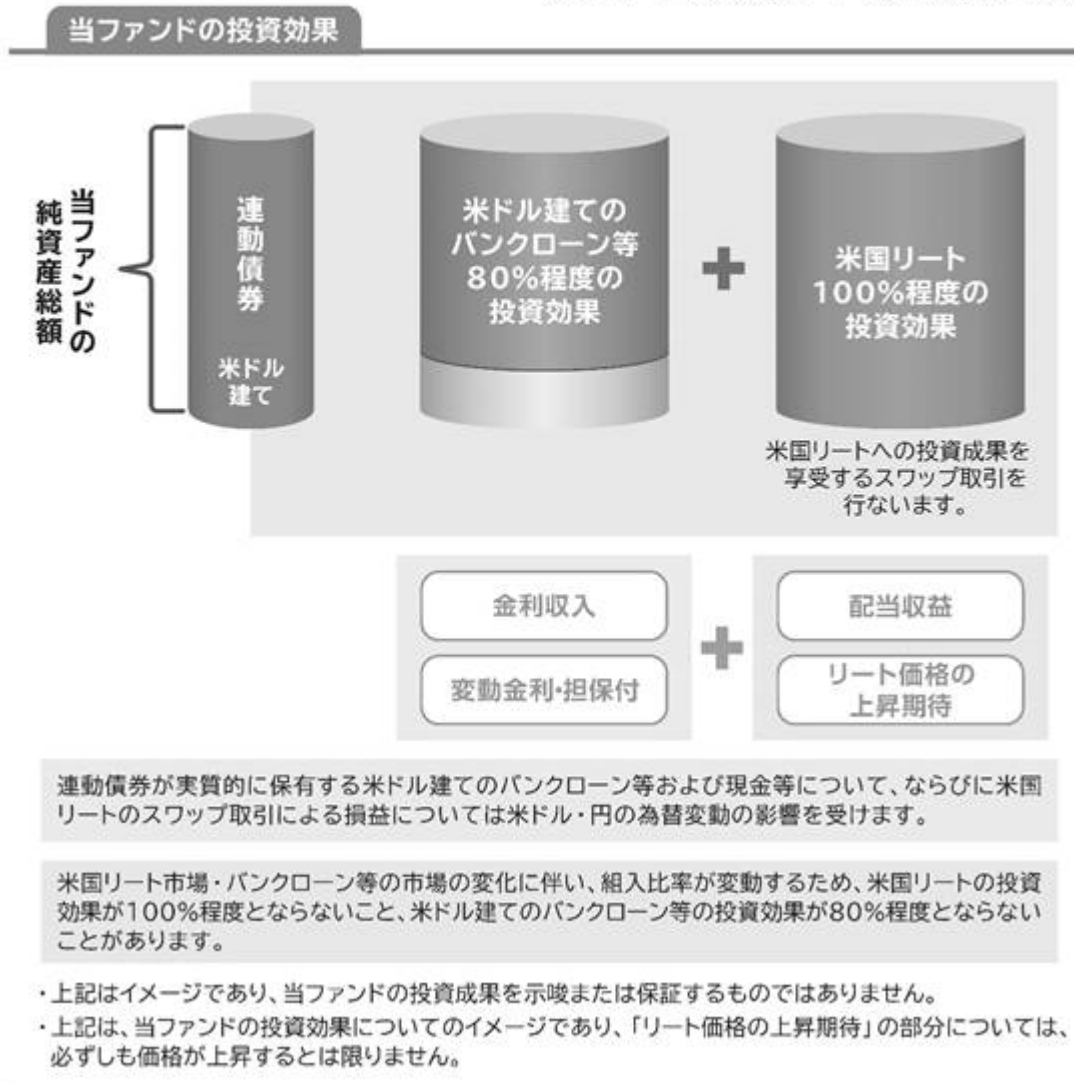 当ファンドの投資効果
当ファンドの
純資産総額
連動債券
米ドル
建て
米ドル建ての
バンクローン等
80%程度の
投資効果
+
米国リート
100%程度の
投資効果
米国リートへの投資成果を
享受するスワップ取引を
行ないます。
金利収入
変動金利・担保付
+
配当収益
リート価格の
上昇期待
連動債券が実質的に保有する米ドル建てのバンクローン等および現金等について、ならびに米国
リートのスワップ取引による損益については米ドル・円の為替変動の影響を受けます。
米国リート市場・バンクローン等の市場の変化に伴い、組入比率が変動するため、米国リートの投資
効果が100%程度とならないこと、米ドル建てのバンクローン等の投資効果が80%程度とならない
ことがあります。
・上記はイメージであり、当ファンドの投資成果を示唆または保証するものではありません。
・上記は、当ファンドの投資効果についてのイメージであり、「リート価格の上昇期待」の部分については、
必ずしも価格が上昇するとは限りません。